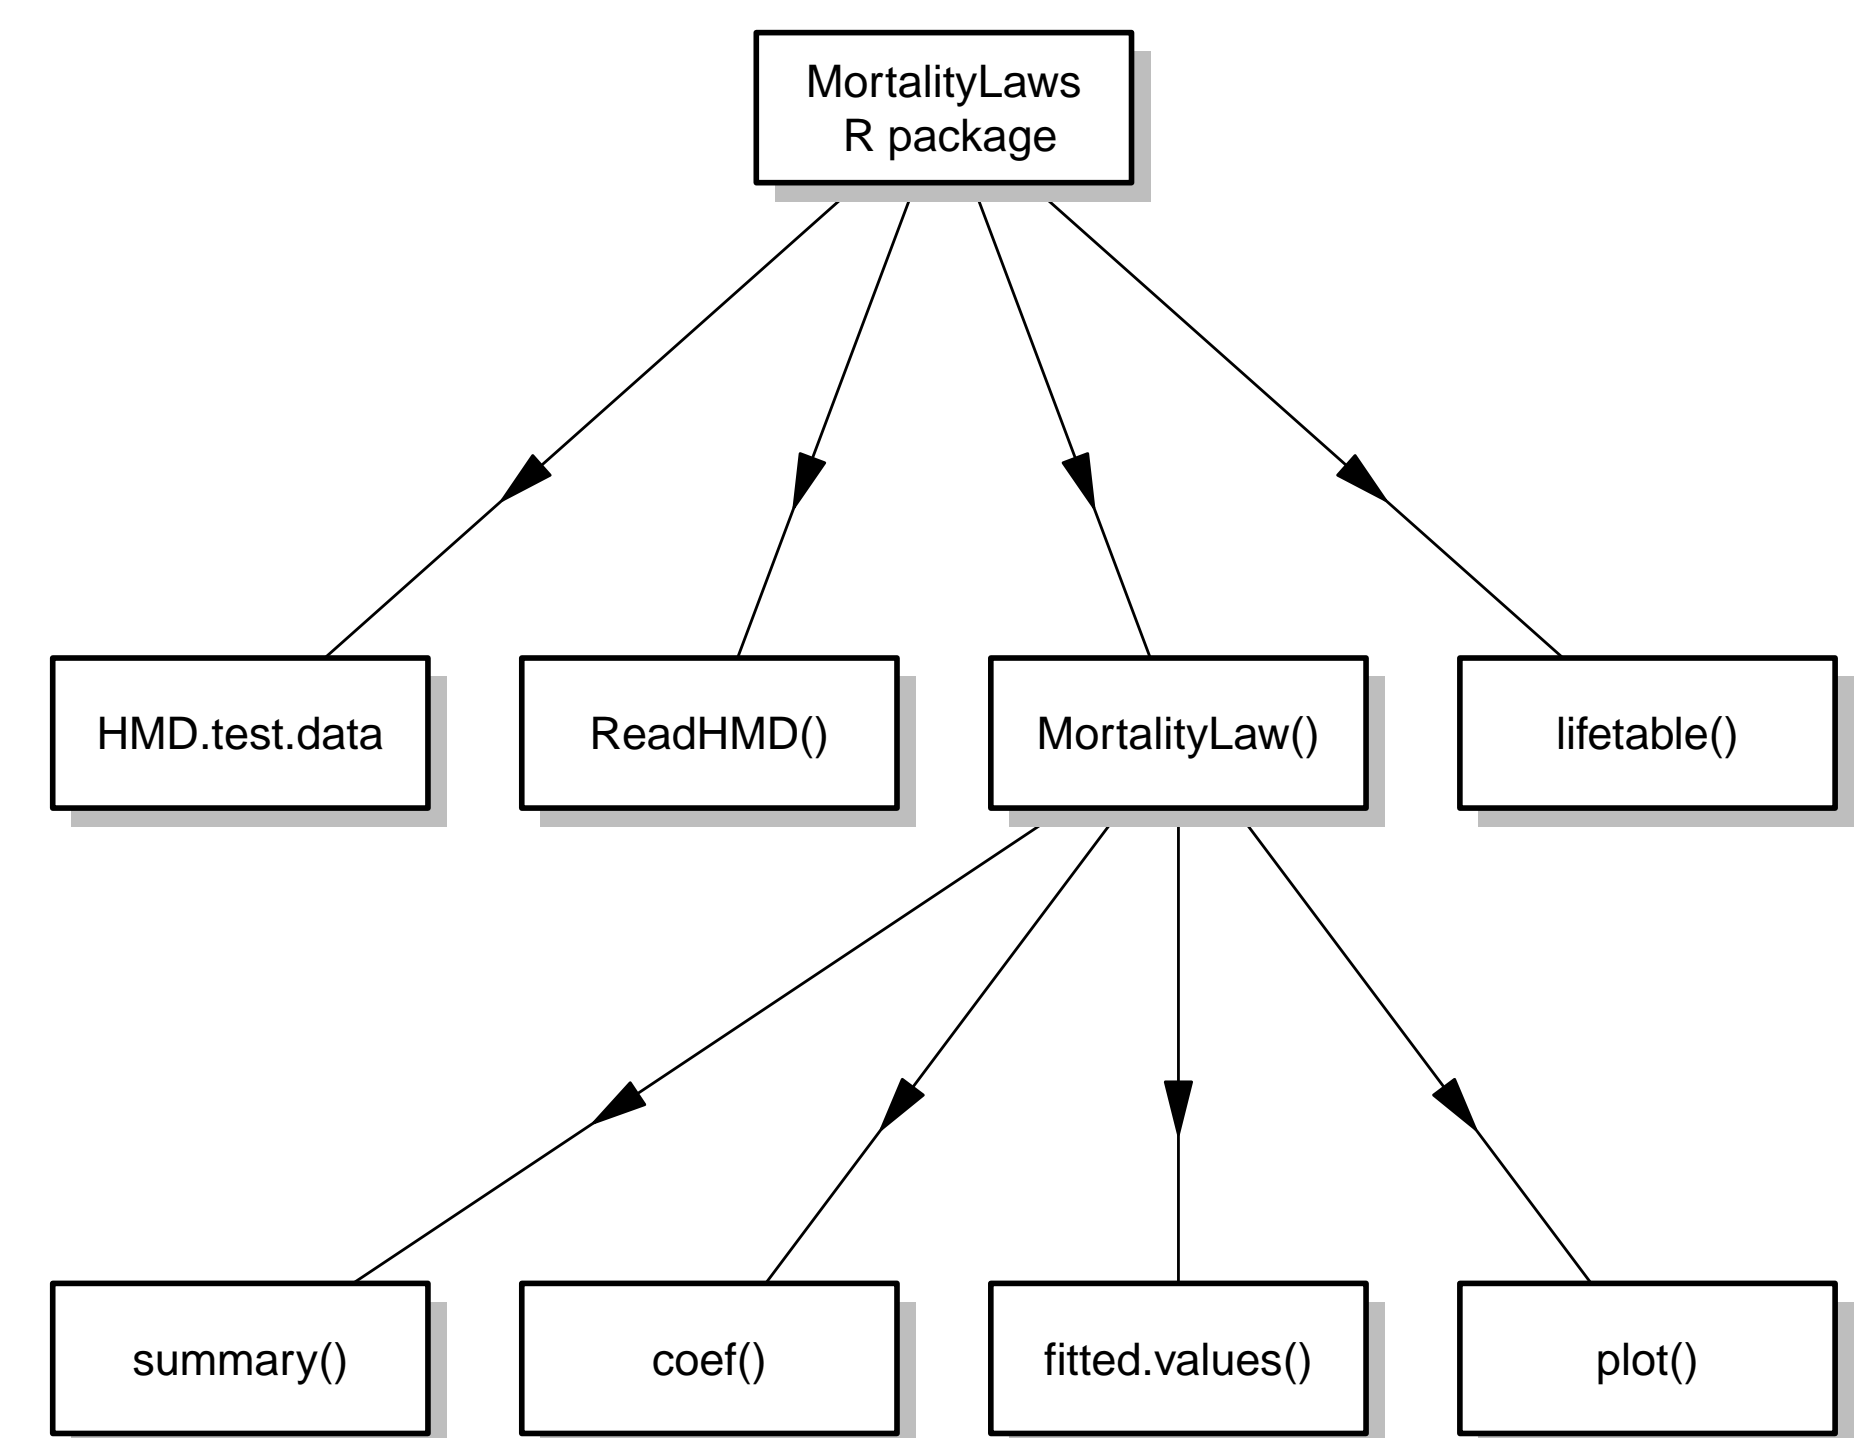 MortalityLaws
R package
HMD.test.data
ReadHMD()
MortalityLaw()
lifetable()
summary()
coef()
fitted.values()
plot()